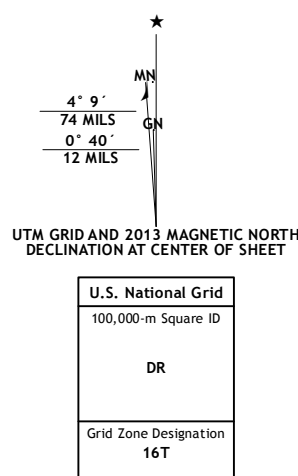 ★
MN
4° 9´
74 MILS
GN
0° 40´
12 MILS
UTM GRID AND 2013 MAGNETIC NORTH
DECLINATION AT CENTER OF SHEET
U.S. National Grid
100,000-m Square ID
DR
Grid Zone Designation
16T